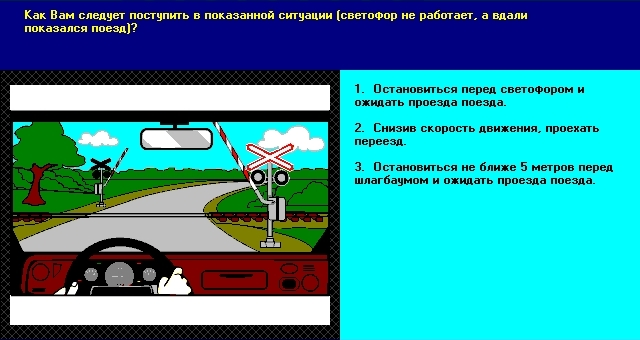 Как Вам следует поступить в показанной ситуации (светофор не работает, а вдали
показался поезд)?
1. Остановиться перед светофором и
ожидать проезда поезда.
2. Снизив скорость движения, проехать
переезд.
3. Остановиться не ближе 5 метров перед
шлагбаумом и ожидать проезда поезда.